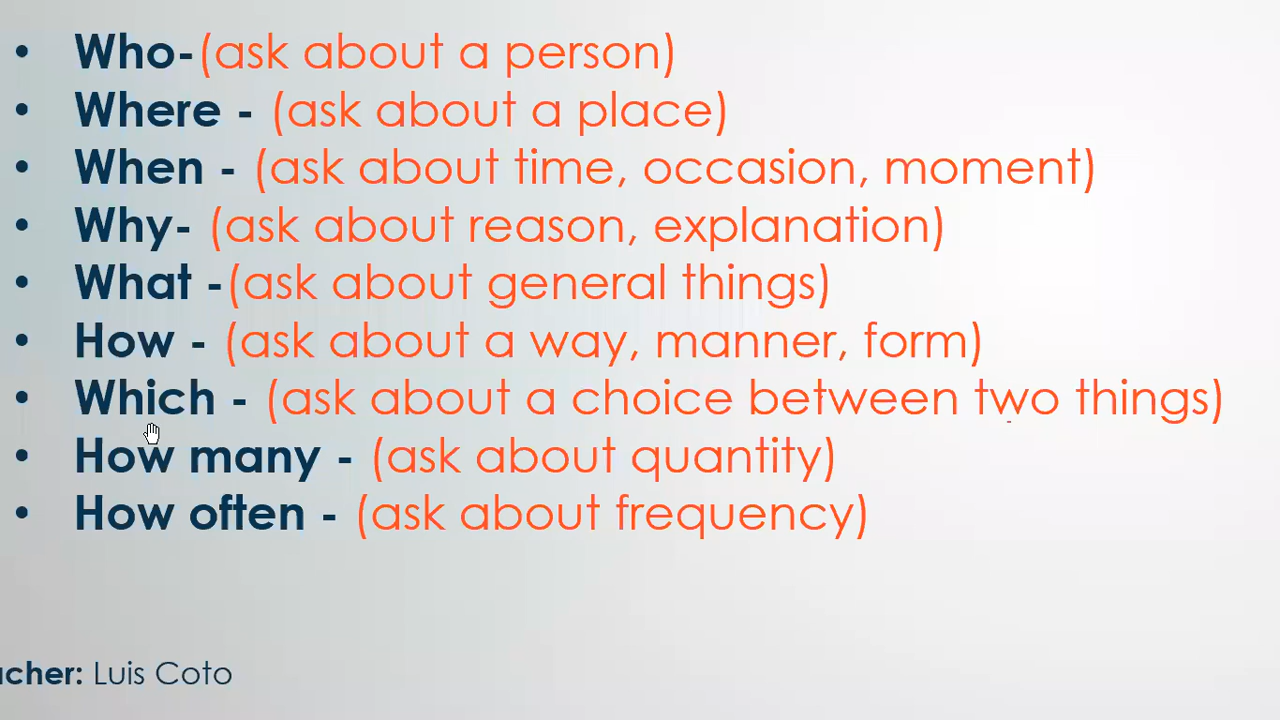 • Who-(ask about a person)
• Where - (ask about a place)
• When - (ask about time, occasion, moment)
• Why- (ask about reason, explanation)
• What -(ask about general things)
• How - (ask about a way, manner, form)
• Which - (ask about a choice between two things)
• How many - (ask about quantity)
• How often - (ask about frequency)
acher: Luis Coto